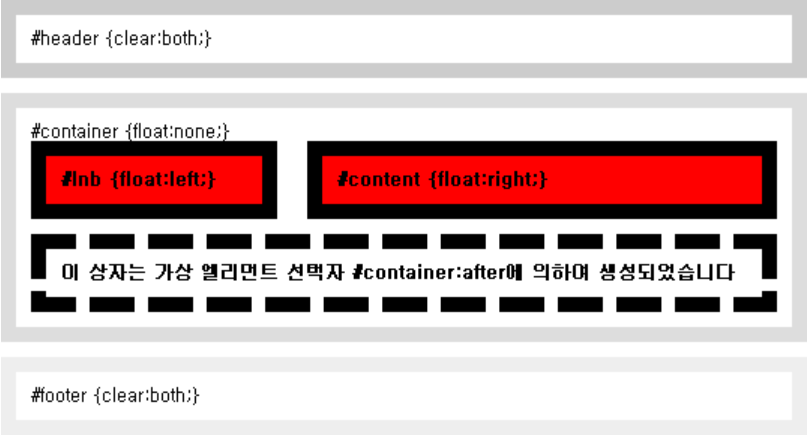 #header {clear:both;}
#container {float:none;}
#lnb {float:left;}
#content {float:right;}
이 상자는 가상 엘리먼트 선택자 #container:after에 의하여 생성되었습니다
#footer {clear:both;}